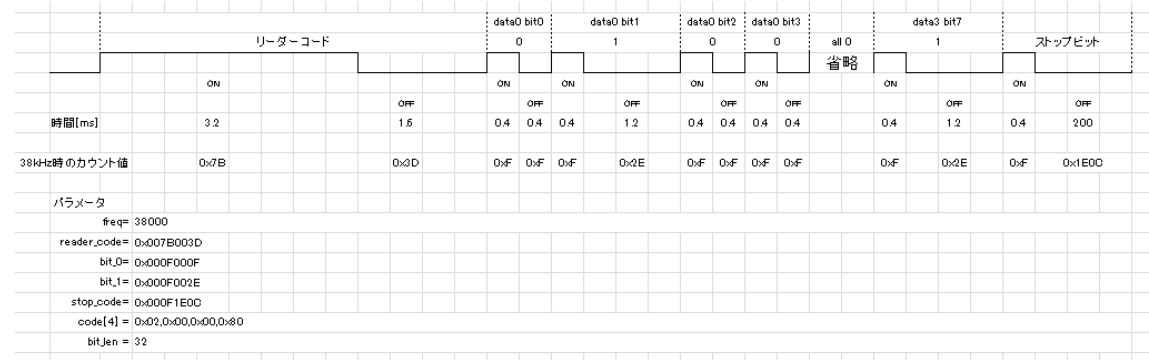 data0 bit0 data0 bit1 data0 bit2 data0 bit3 data3 bit7
リーダーコード 0 1 0 0 all 0 1 ストップビット
省略
ON ON ON ON ON ON ON
OFF OFF OFF OFF OFF OFF OFF
時間[ms] 3.2 1.6 0.4 0.4 0.4 1.2 0.4 0.4 0.4 0.4 0.4 1.2 0.4 200
38kHz時のカウント値 0x7B 0x3D 0xF 0xF 0xF 0x2E 0xF 0xF 0xF 0xF 0xF 0x2E 0xF 0x1E0C
パラメータ
freq= 38000
reader_code= 0x007B003D
bit_0= 0x000F000F
bit_1= 0x000F002E
stop_code= 0x000F1E0C
code[4] = 0x02,0x00,0x00,0x80
bit_len = 32